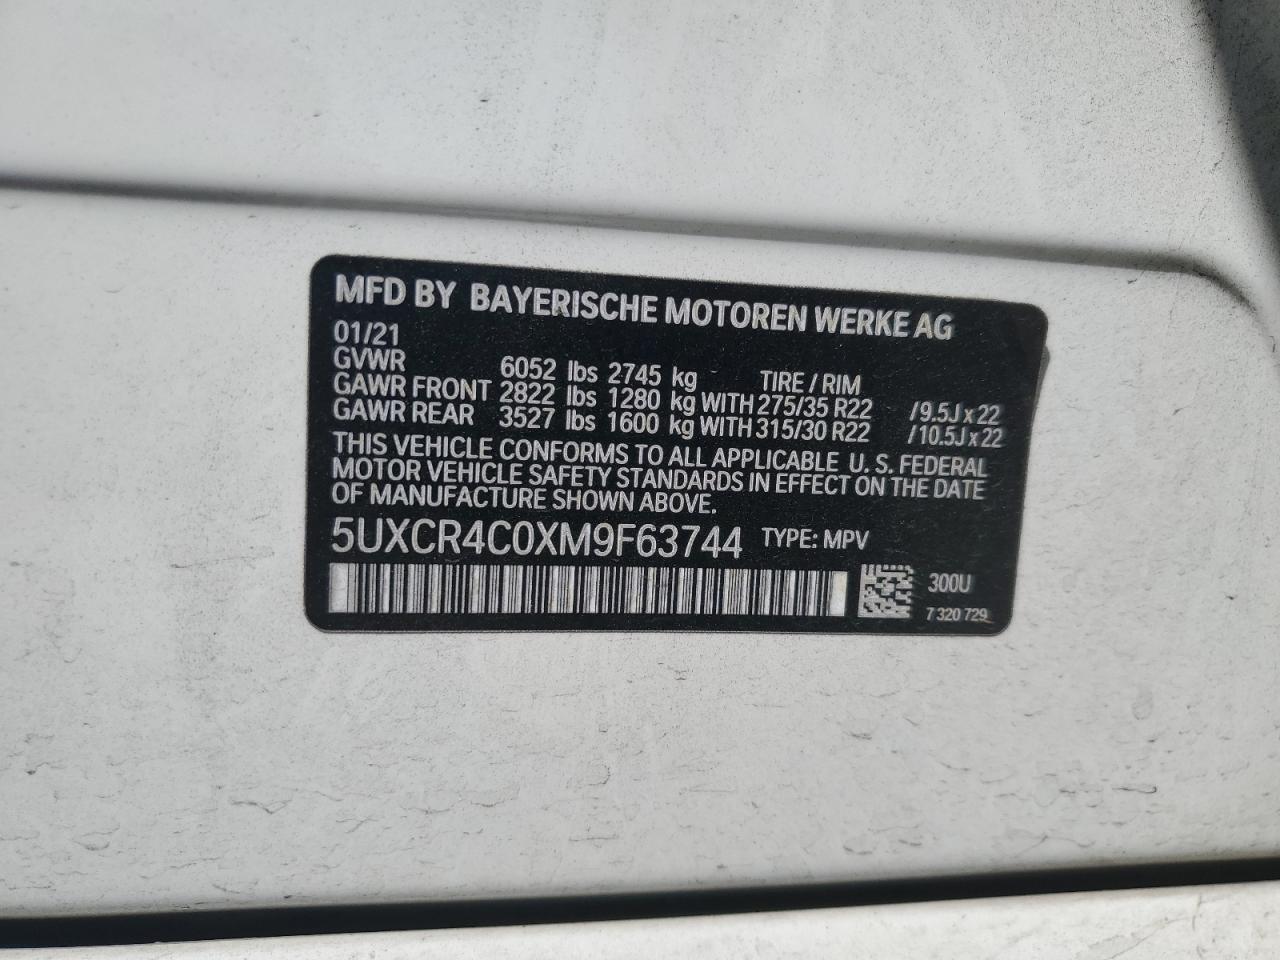 MFD BY BAYERISCHE MOTOREN WERKE AG
01/21
GVWR 6052 lbs 2745 kg TIRE / RIM
GAWR FRONT 2822 lbs 1280 kg WITH 275/35 R22 /9.5J x 22
GAWR REAR 3527 lbs 1600 kg WITH 315/30 R22 /10.5J x 22
THIS VEHICLE CONFORMS TO ALL APPLICABLE U. S. FEDERAL
MOTOR VEHICLE SAFETY STANDARDS IN EFFECT ON THE DATE
OF MANUFACTURE SHOWN ABOVE.
5UXCR4C0XM9F63744 TYPE: MPV
300U
7 320 729